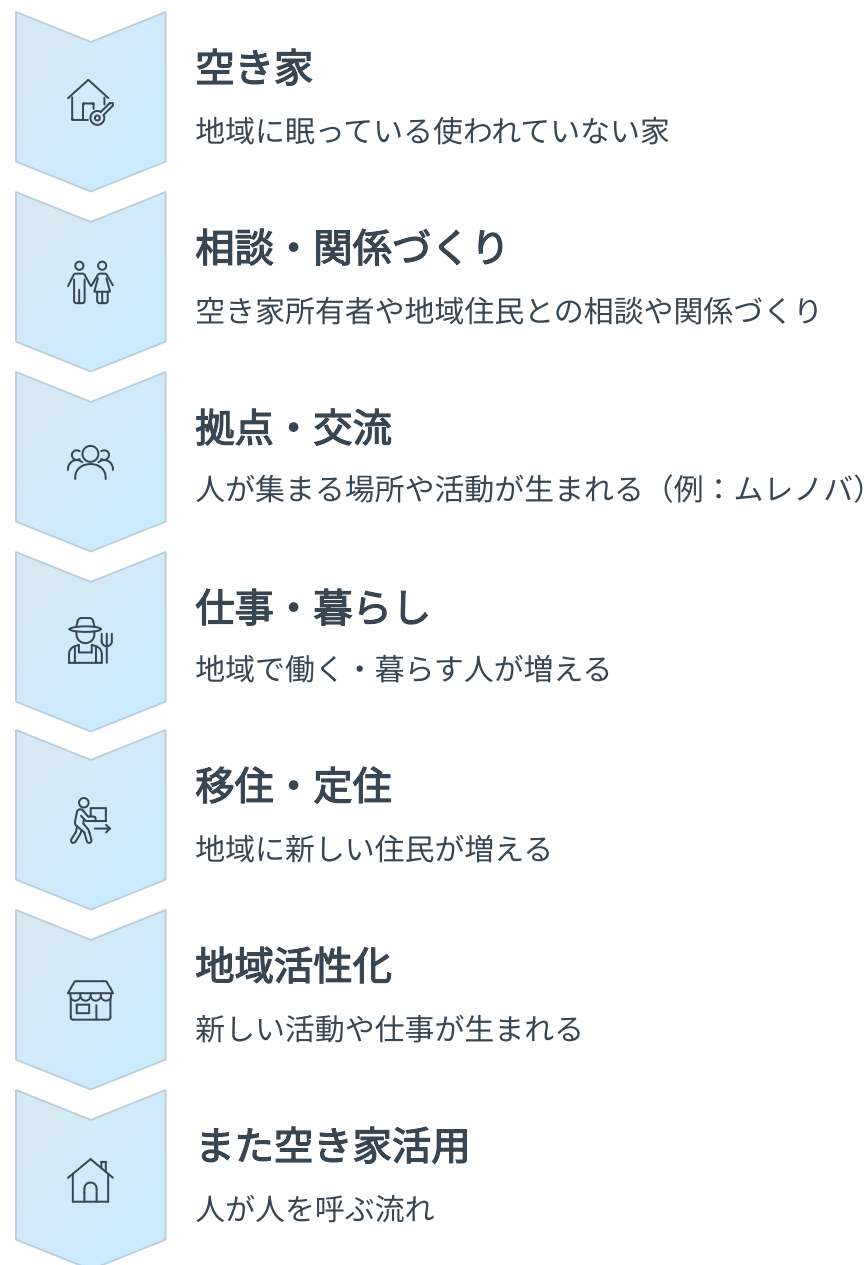 空き家
地域に眠っている使われていない家
相談・関係づくり
空き家所有者や地域住民との相談や関係づくり
拠点・交流
人が集まる場所や活動が生まれる（例：ムレノバ）
仕事・暮らし
地域で働く・暮らす人が増える
移住・定住
地域に新しい住民が増える
地域活性化
新しい活動や仕事が生まれる
また空き家活用
人が人を呼ぶ流れ